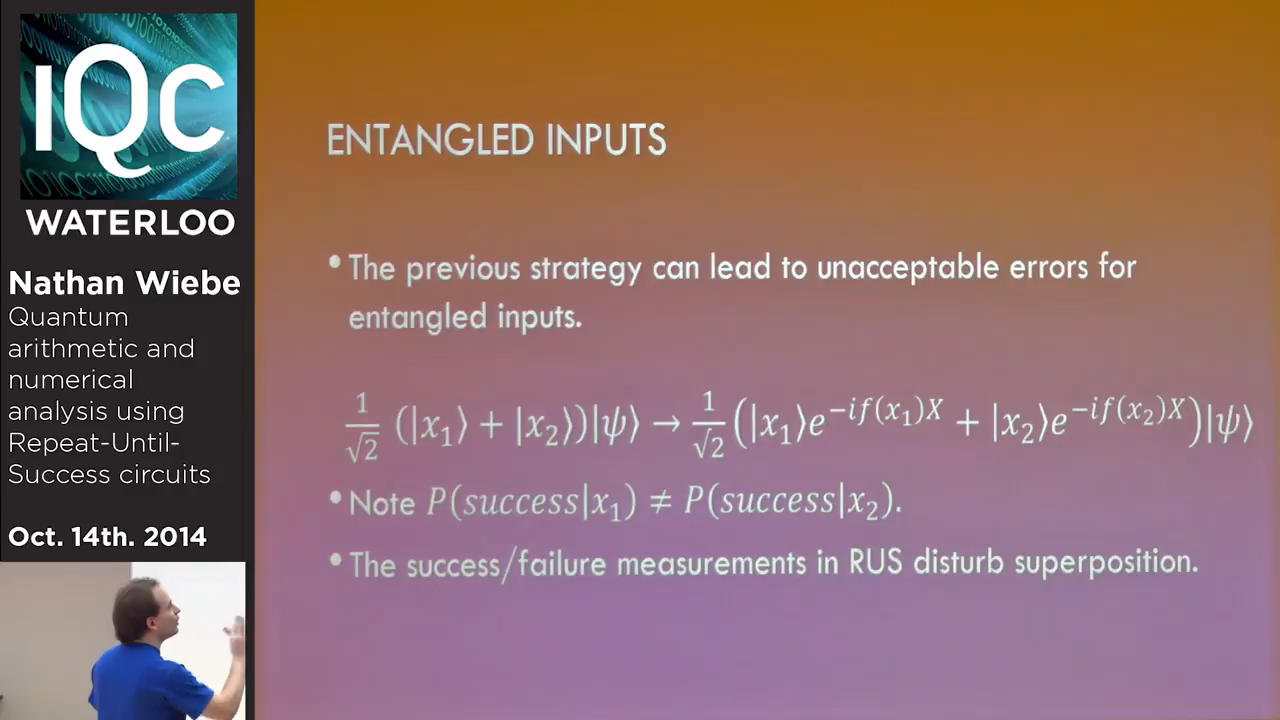 IQC
WATERLOO
Nathan Wiebe
Quantum
arithmetic and
numerical
analysis using
Repeat-Until-
Success circuits
Oct. 14th. 2014
ENTANGLED INPUTS
• The previous strategy can lead to unacceptable errors for
entangled inputs.
1/√2 (|x₁⟩ + |x₂⟩)|ψ⟩ → 1/√2 (|x₁⟩e^{−if(x₁)X} + |x₂⟩e^{−if(x₂)X})|ψ⟩
• Note P(success|x₁) ≠ P(success|x₂).
• The success/failure measurements in RUS disturb superposition.